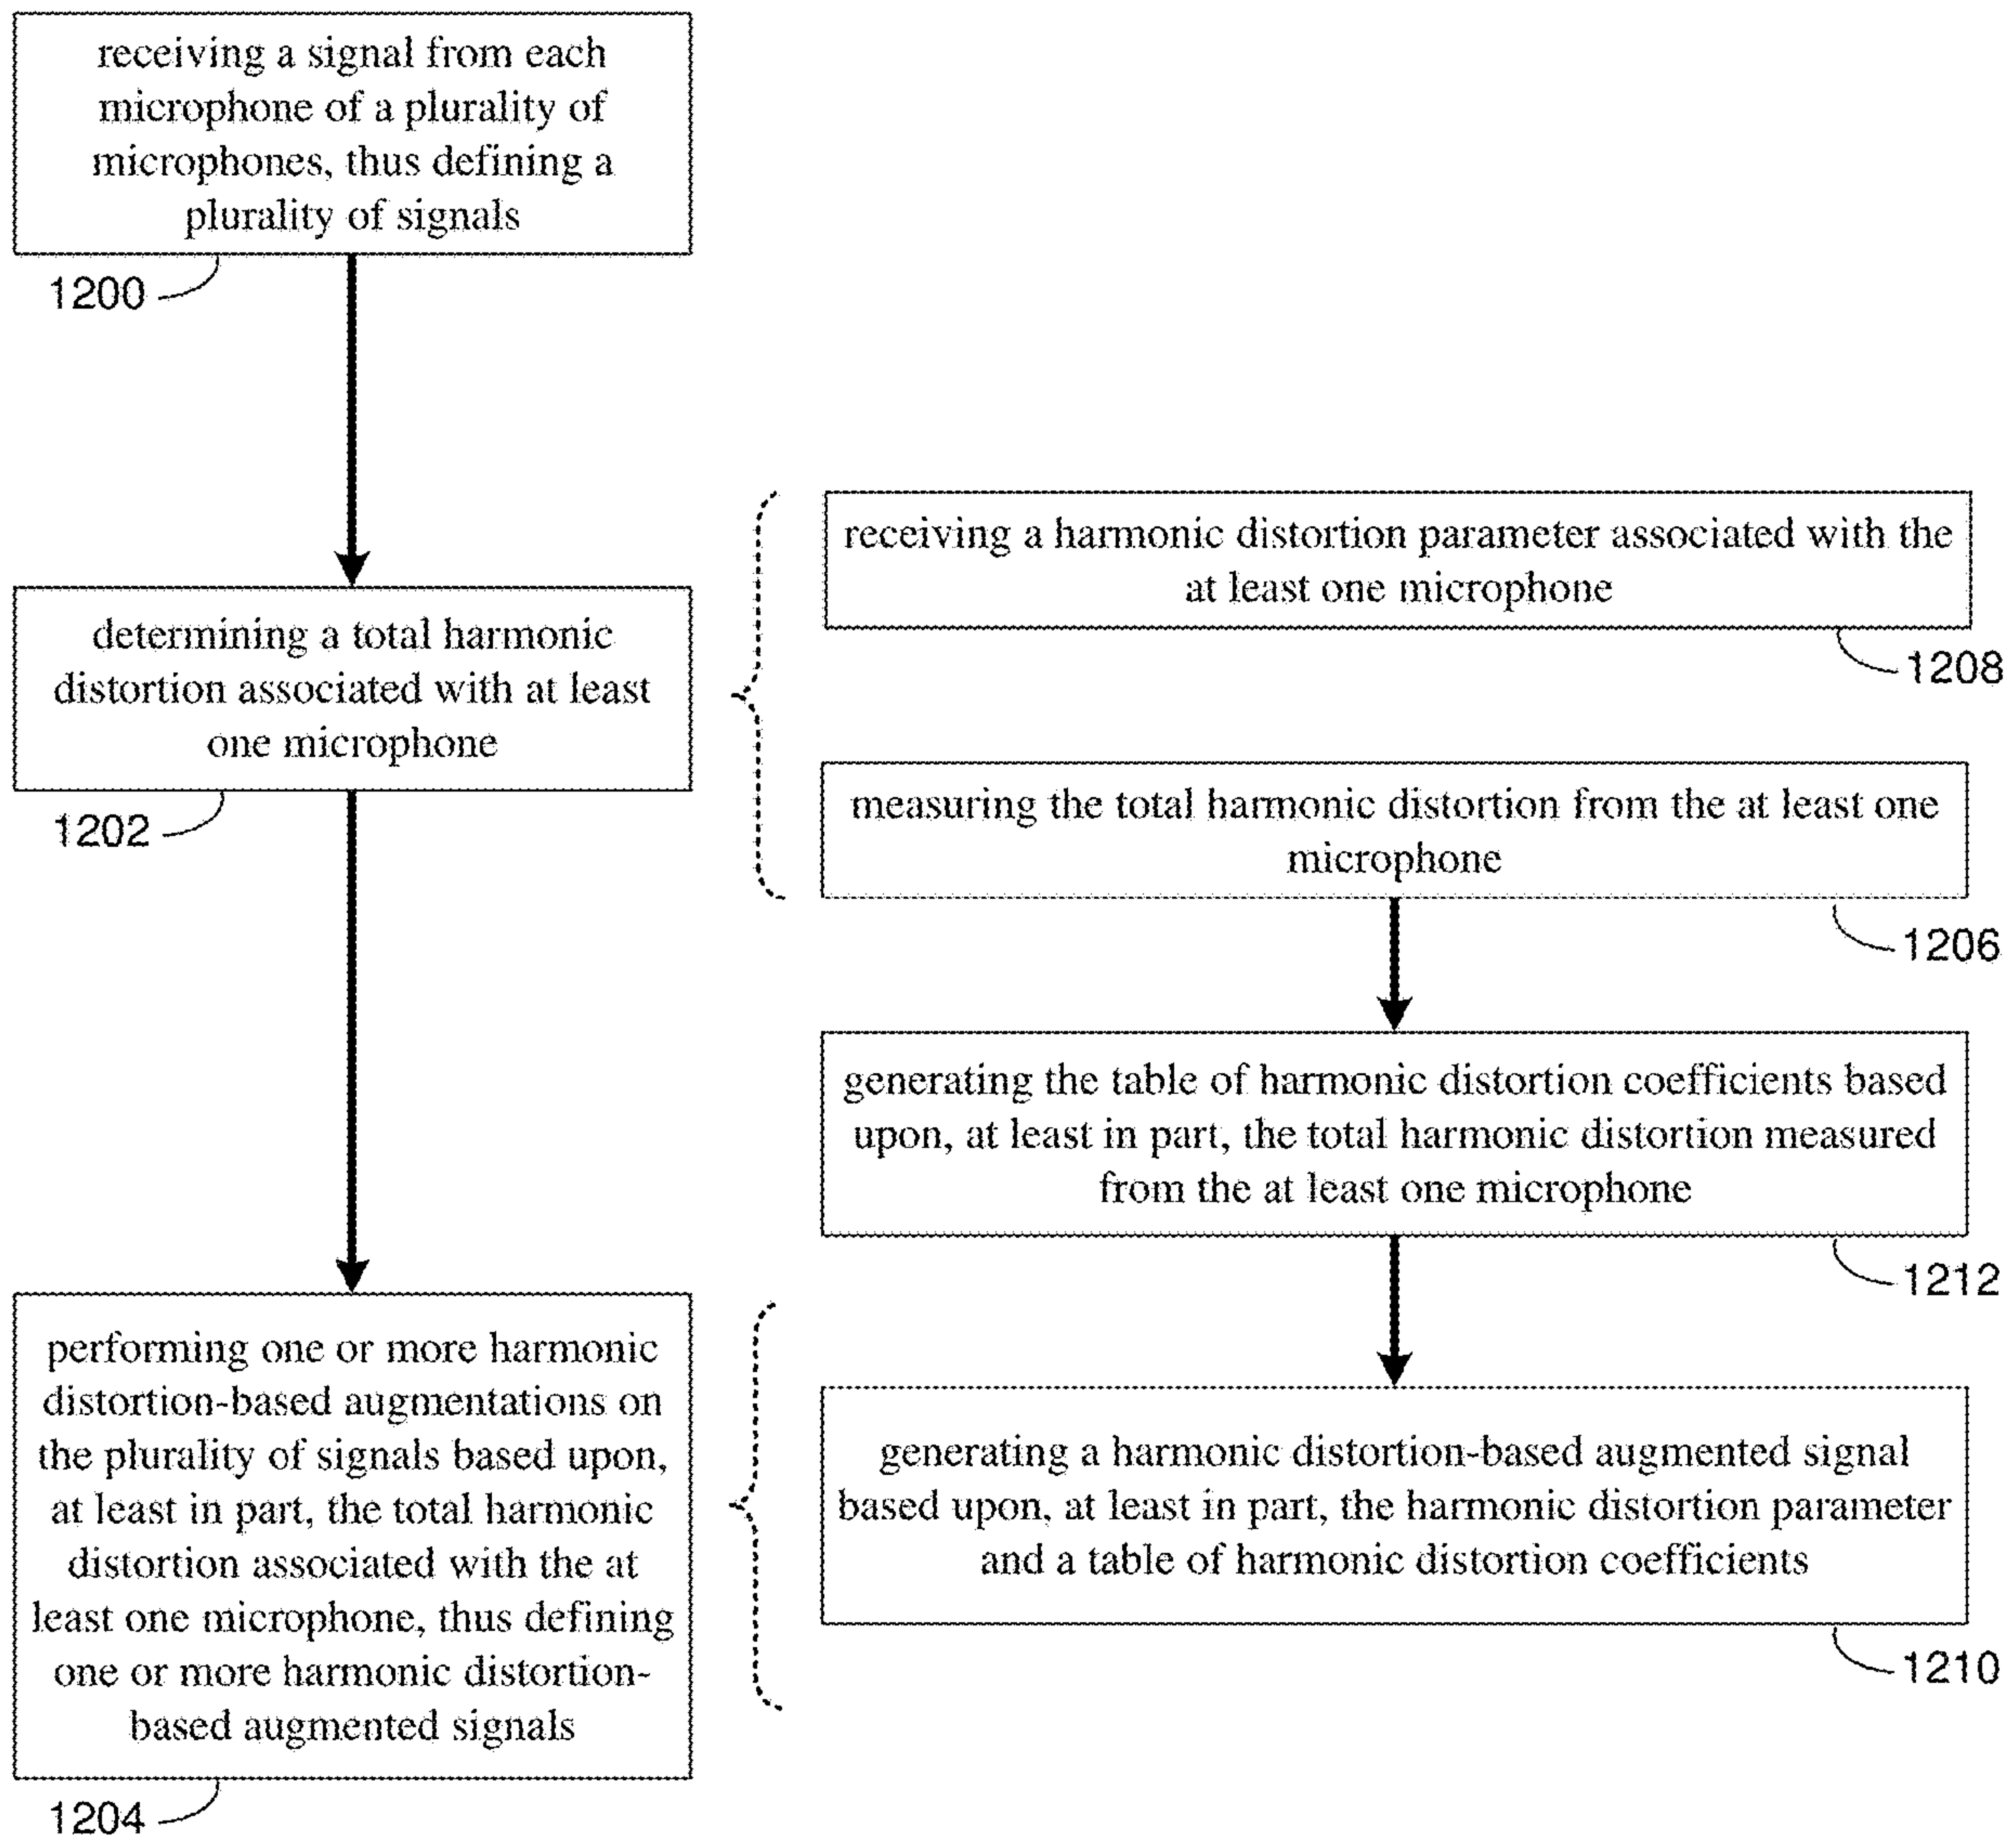 receiving a signal from each
microphone of a plurality of
microphones, thus defining a
plurality of signals
1200
determining a total harmonic
distortion associated with at least
one microphone
1202
receiving a harmonic distortion parameter associated with the
at least one microphone
1208
measuring the total harmonic distortion from the at least one
microphone
1206
generating the table of harmonic distortion coefficients based
upon, at least in part, the total harmonic distortion measured
from the at least one microphone
1212
performing one or more harmonic
distortion-based augmentations on
the plurality of signals based upon,
at least in part, the total harmonic
distortion associated with the at
least one microphone, thus defining
one or more harmonic distortion-
based augmented signals
1204
generating a harmonic distortion-based augmented signal
based upon, at least in part, the harmonic distortion parameter
and a table of harmonic distortion coefficients
1210